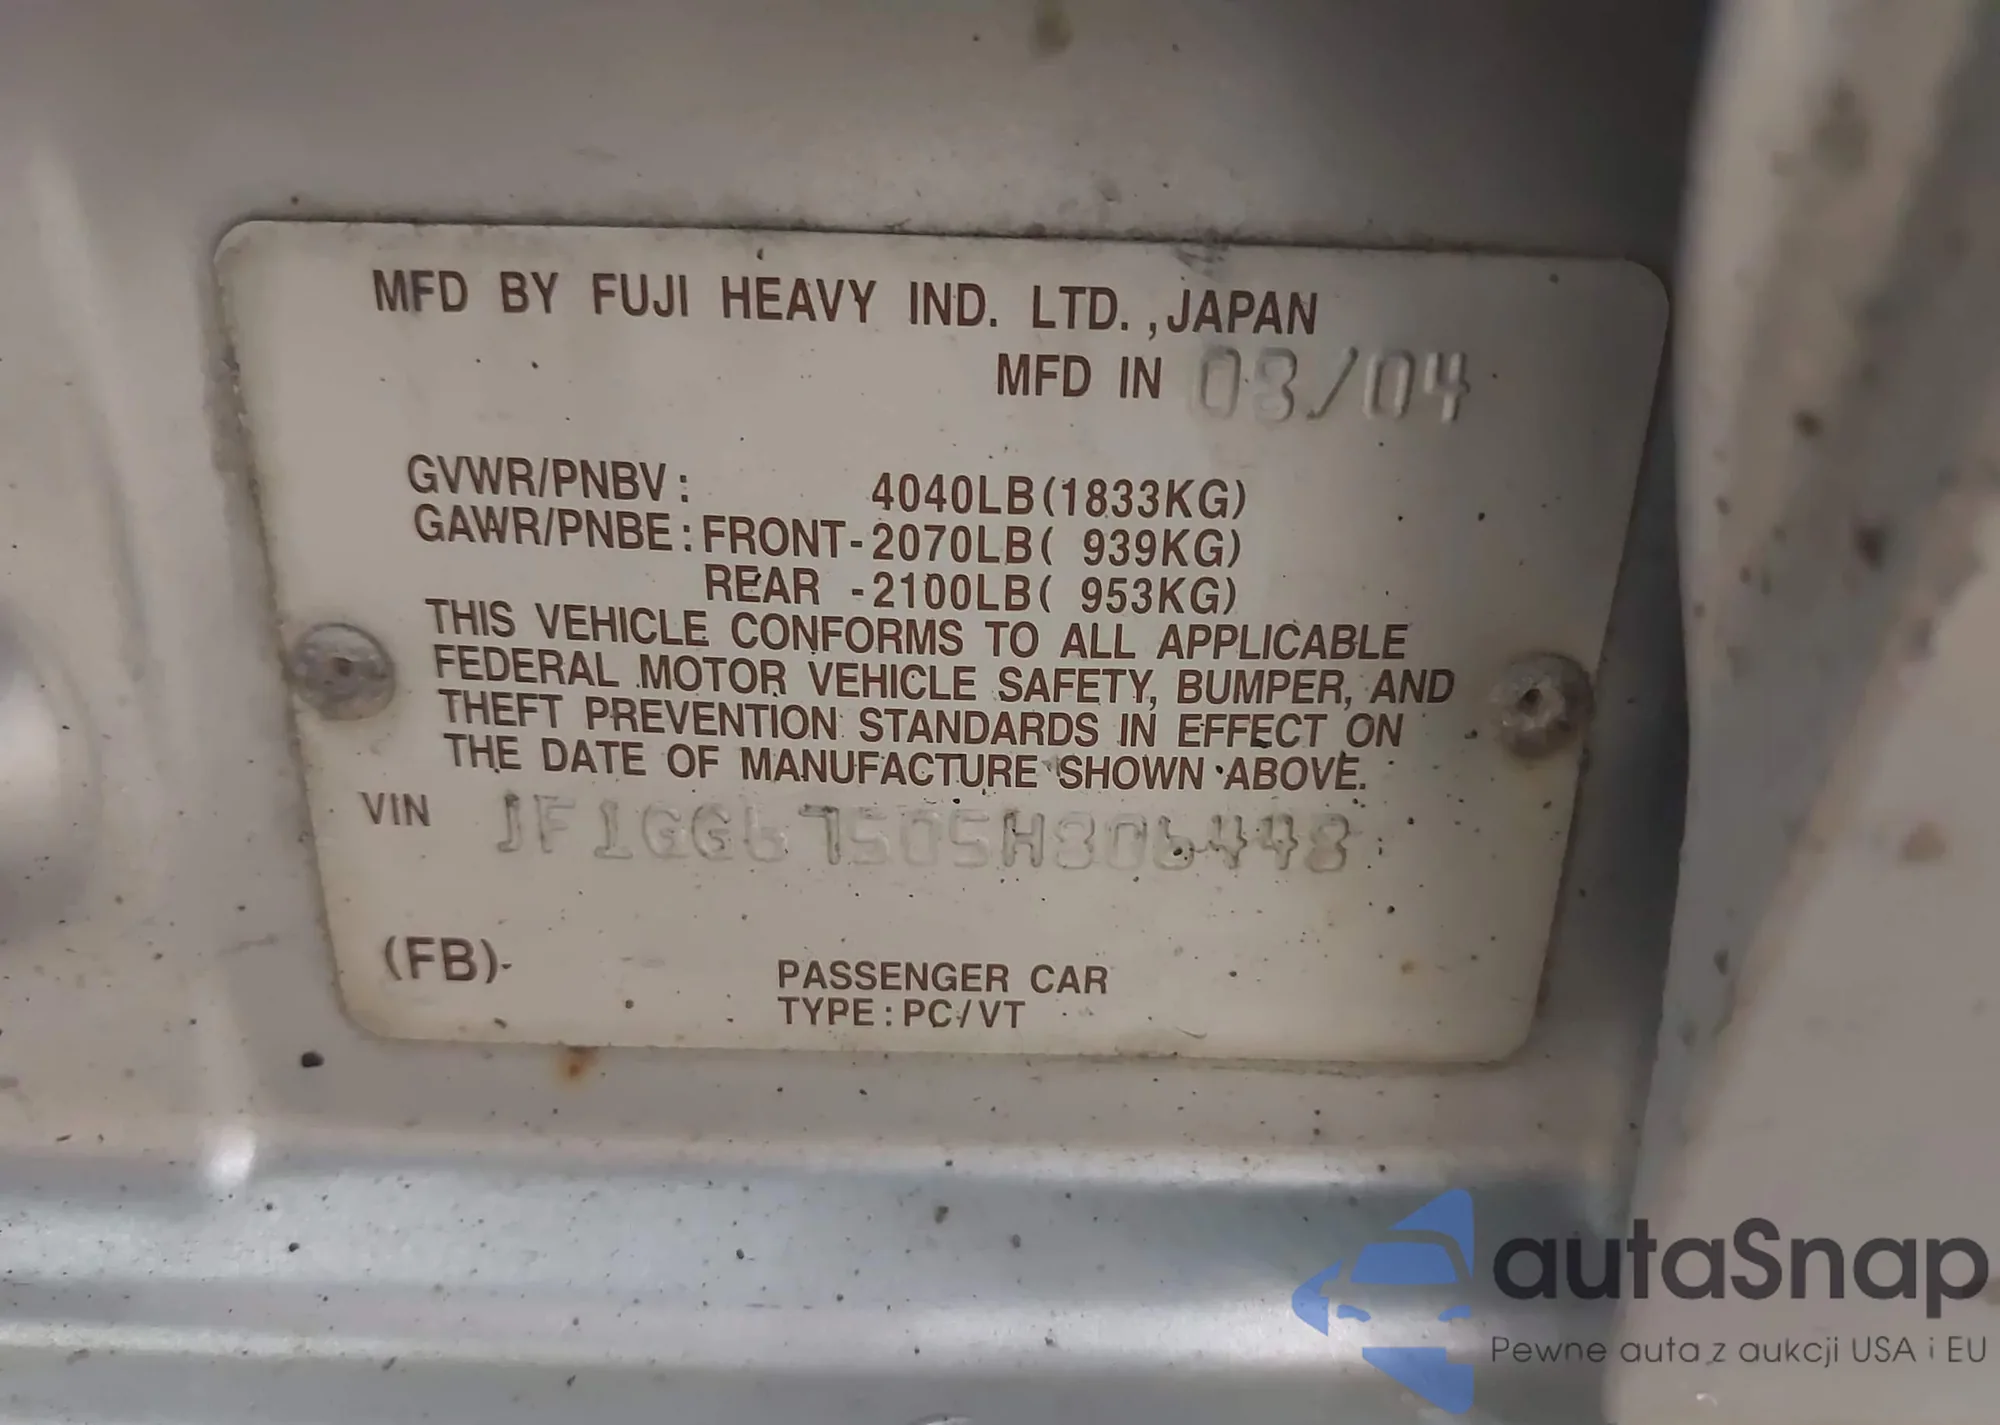 MFD BY FUJI HEAVY IND. LTD., JAPAN
MFD IN 08/04
GVWR/PNBV: 4040LB(1833KG)
GAWR/PNBE: FRONT-2070LB( 939KG)
REAR -2100LB( 953KG)
THIS VEHICLE CONFORMS TO ALL APPLICABLE
FEDERAL MOTOR VEHICLE SAFETY, BUMPER, AND
THEFT PREVENTION STANDARDS IN EFFECT ON
THE DATE OF MANUFACTURE SHOWN ABOVE.
VIN JF1GG67505H806448
(FB)
PASSENGER CAR
TYPE: PC/VT
autaSnap
Pewne auta z aukcji USA i EU